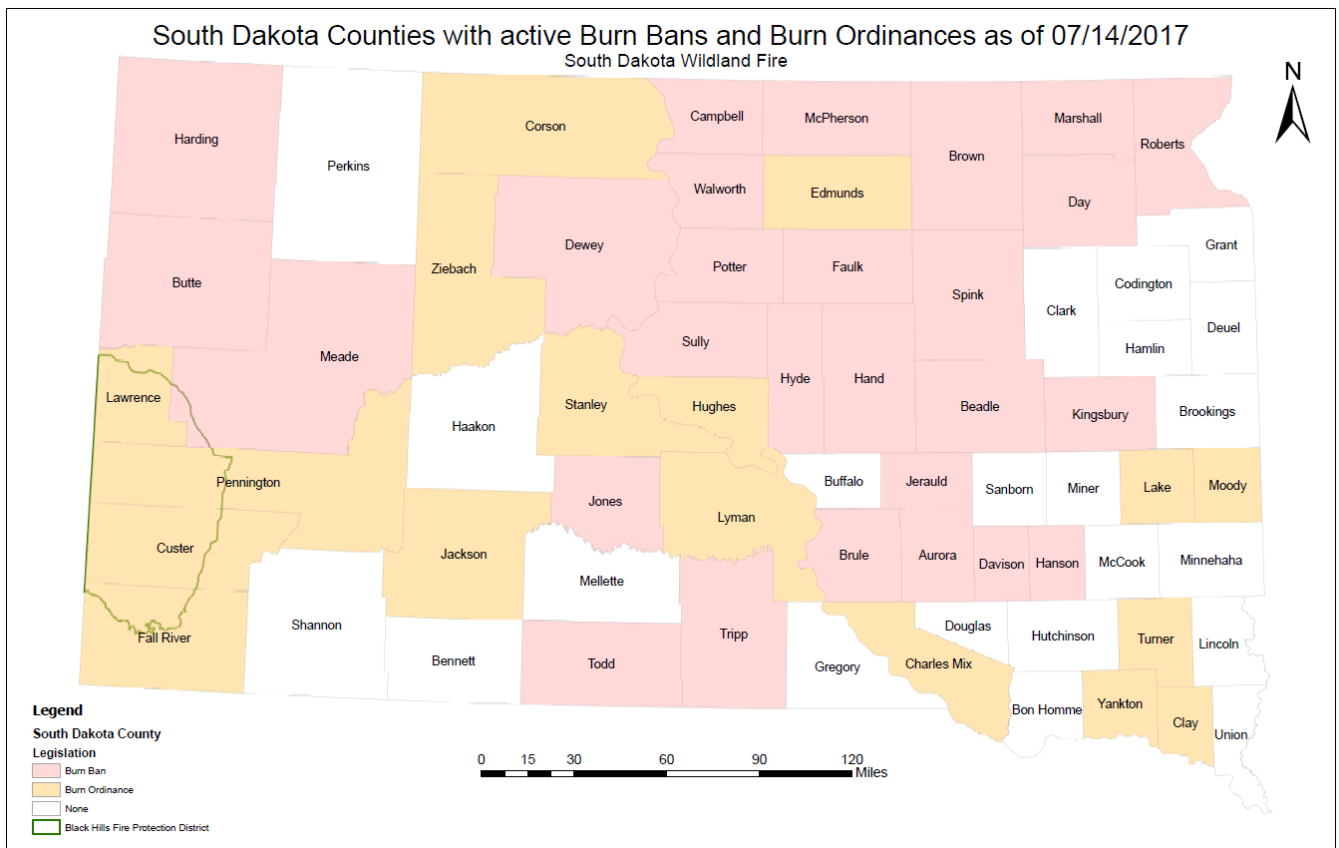 South Dakota Counties with active Burn Bans and Burn Ordinances as of 07/14/2017
South Dakota Wildland Fire
N
Harding
Perkins
Corson
Campbell
McPherson
Brown
Marshall
Roberts
Walworth
Edmunds
Day
Butte
Ziebach
Dewey
Potter
Faulk
Spink
Grant
Codington
Clark
Deuel
Hamlin
Meade
Sully
Hyde
Hand
Beadle
Kingsbury
Brookings
Lawrence
Haakon
Stanley
Hughes
Pennington
Jones
Lyman
Buffalo
Jerauld
Sanborn
Miner
Lake
Moody
Custer
Jackson
Mellette
Brule
Aurora
Davison
Hanson
McCook
Minnehaha
Fall River
Shannon
Bennett
Todd
Tripp
Gregory
Charles Mix
Douglas
Hutchinson
Turner
Lincoln
Bon Homme
Yankton
Clay
Union
Legend
South Dakota County
Legislation
Burn Ban
Burn Ordinance
None
Black Hills Fire Protection District
0 15 30 60 90 120
Miles